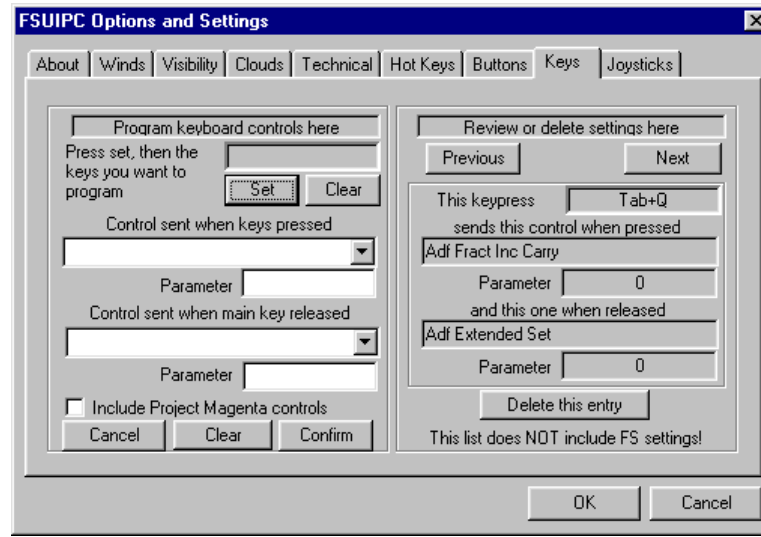 FSUIPC Options and Settings
About Winds Visibility Clouds Technical Hot Keys Buttons Keys Joysticks
Program keyboard controls here
Press set, then the
keys you want to
program
Set Clear
Control sent when keys pressed
Parameter
Control sent when main key released
Parameter
Include Project Magenta controls
Cancel Clear Confirm
Review or delete settings here
Previous Next
This keypress Tab+Q
sends this control when pressed
Adf Fract Inc Carry
Parameter 0
and this one when released
Adf Extended Set
Parameter 0
Delete this entry
This list does NOT include FS settings!
OK Cancel